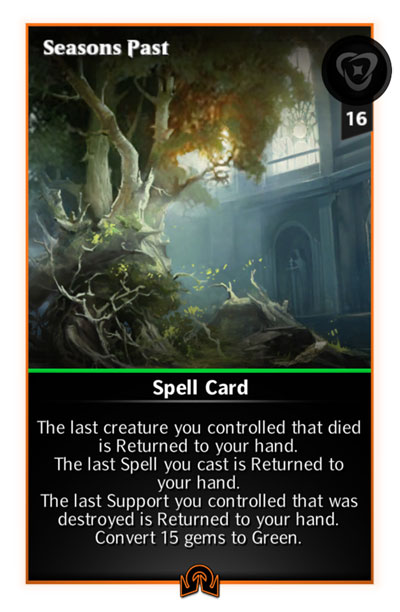 Seasons Past
16
Spell Card
The last creature you controlled that died
is Returned to your hand.
The last Spell you cast is Returned to
your hand.
The last Support you controlled that was
destroyed is Returned to your hand.
Convert 15 gems to Green.